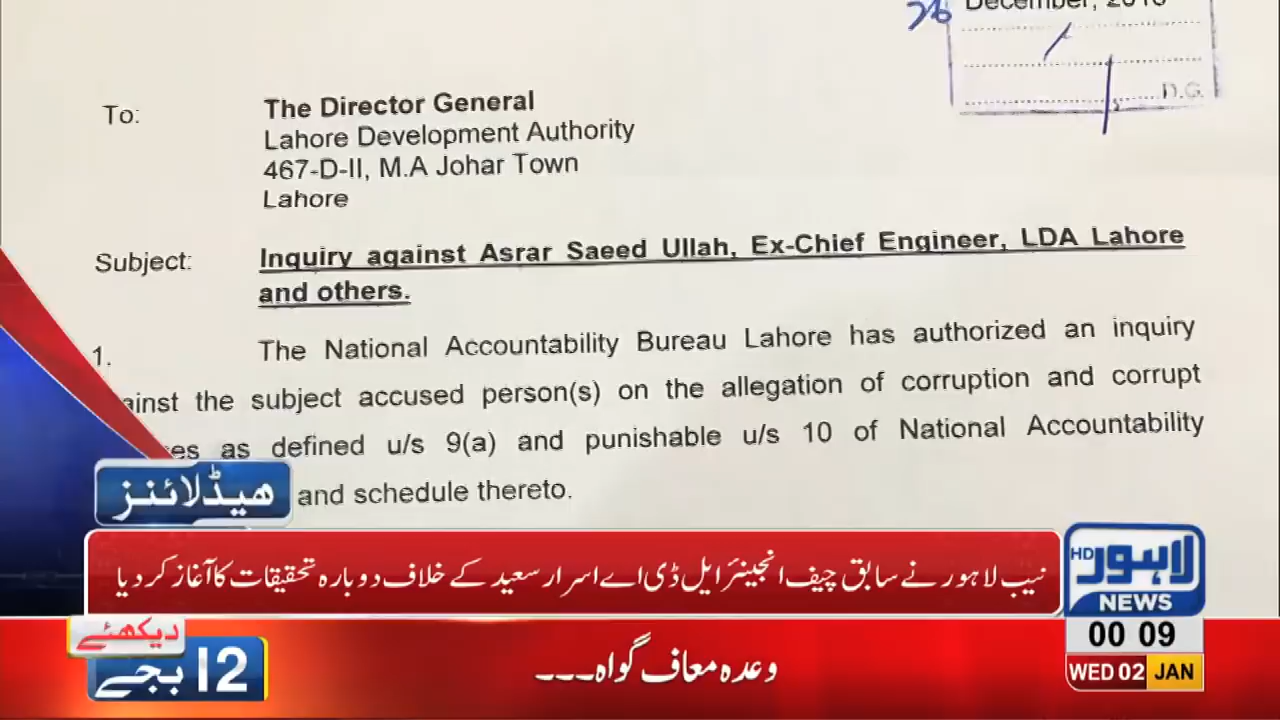 26 December, 2018
D.G.
To:
The Director General
Lahore Development Authority
467-D-II, M.A Johar Town
Lahore
Subject:
Inquiry against Asrar Saeed Ullah, Ex-Chief Engineer, LDA Lahore
and others.
1. The National Accountability Bureau Lahore has authorized an inquiry
ainst the subject accused person(s) on the allegation of corruption and corrupt
es as defined u/s 9(a) and punishable u/s 10 of National Accountability
and schedule thereto.
ھیڈلائنز
نیب لاہور نے سابق چیف انجینئر ایل ڈی اے اسرار سعید کے خلاف دوبارہ تحقیقات کا آغاز کر دیا
HD لاہور
NEWS
00 09
WED 02 JAN
دیکھئے
12 بجے
وعدہ معاف گواہ۔۔۔